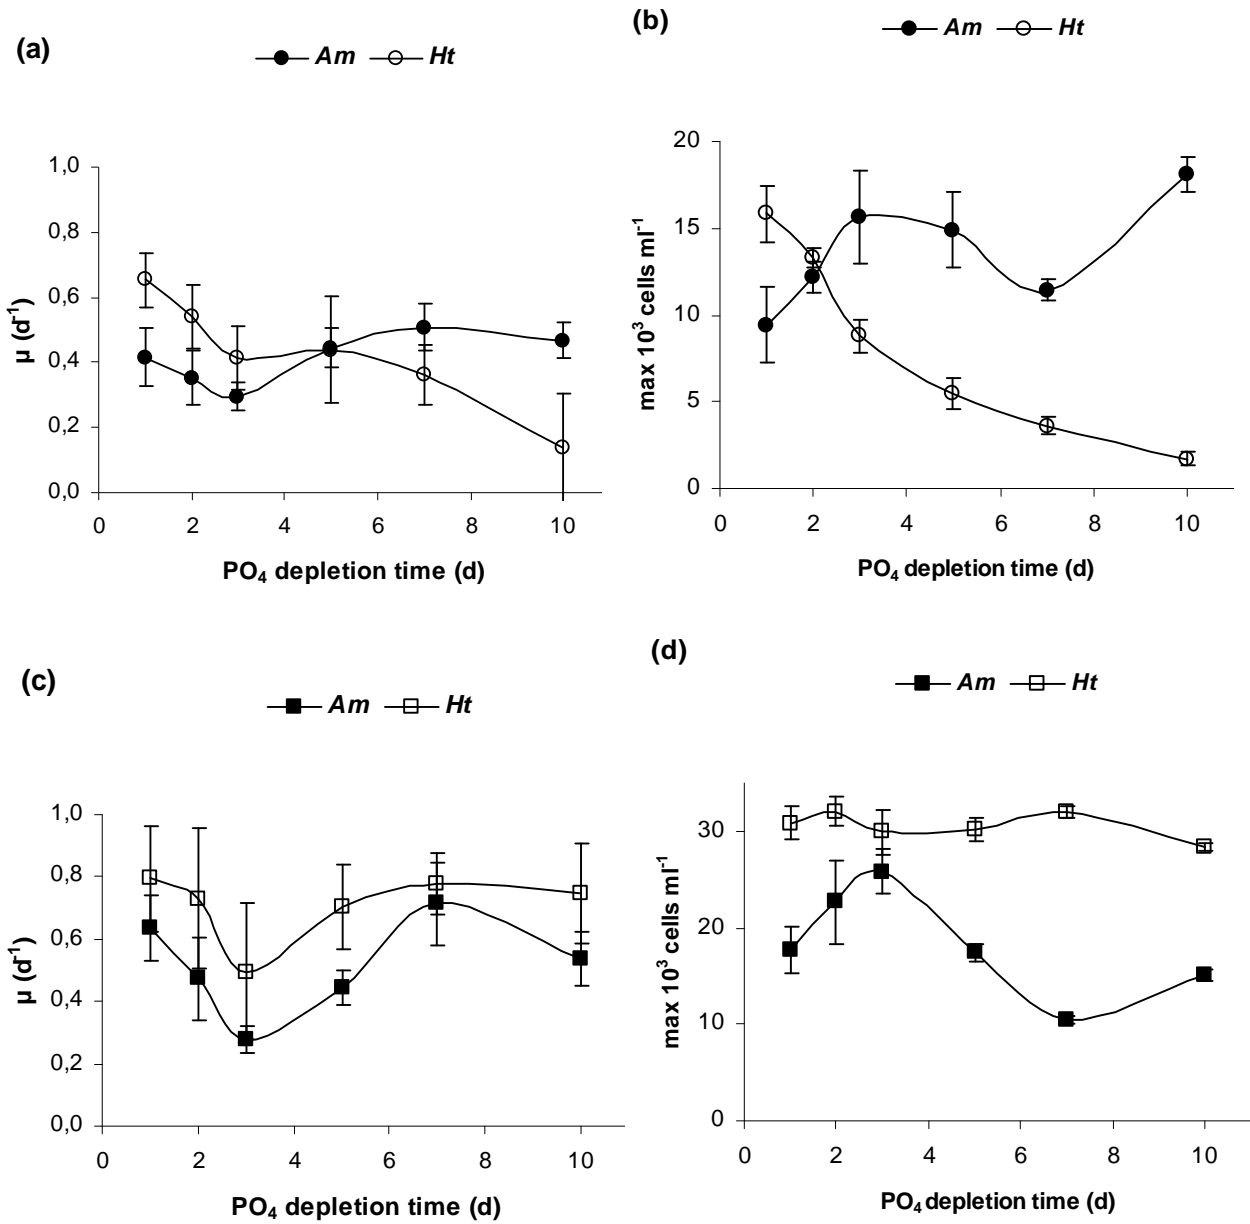 (a)
Am Ht
1,0
0,8
0,6
0,4
0,2
0,0
µ (d⁻¹)
0 2 4 6 8 10
PO₄ depletion time (d)
(b)
Am Ht
20
15
10
5
0
max 10³ cells ml⁻¹
0 2 4 6 8 10
PO₄ depletion time (d)
(c)
Am Ht
1,0
0,8
0,6
0,4
0,2
0,0
µ (d⁻¹)
0 2 4 6 8 10
PO₄ depletion time (d)
(d)
Am Ht
30
20
10
0
max 10³ cells ml⁻¹
0 2 4 6 8 10
PO₄ depletion time (d)